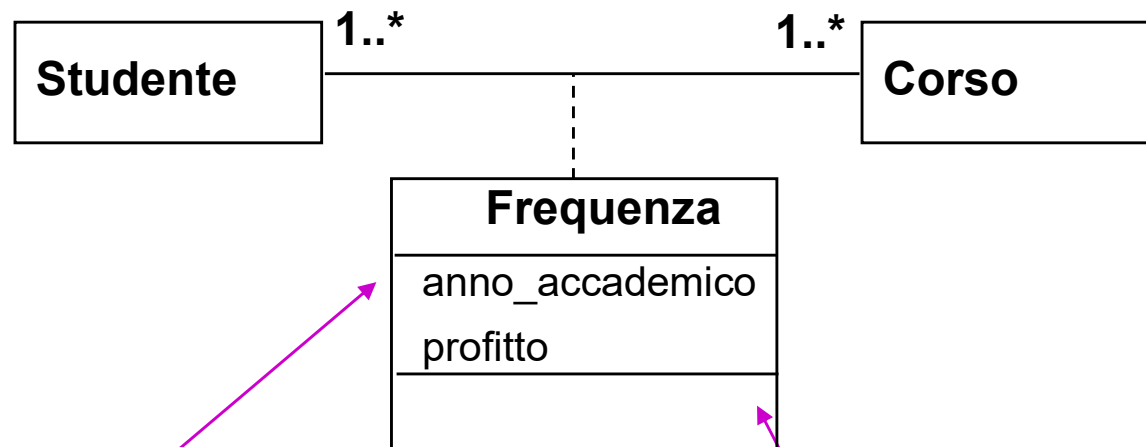 1..*
1..*
Studente
Corso
Frequenza
anno_accademico
profitto